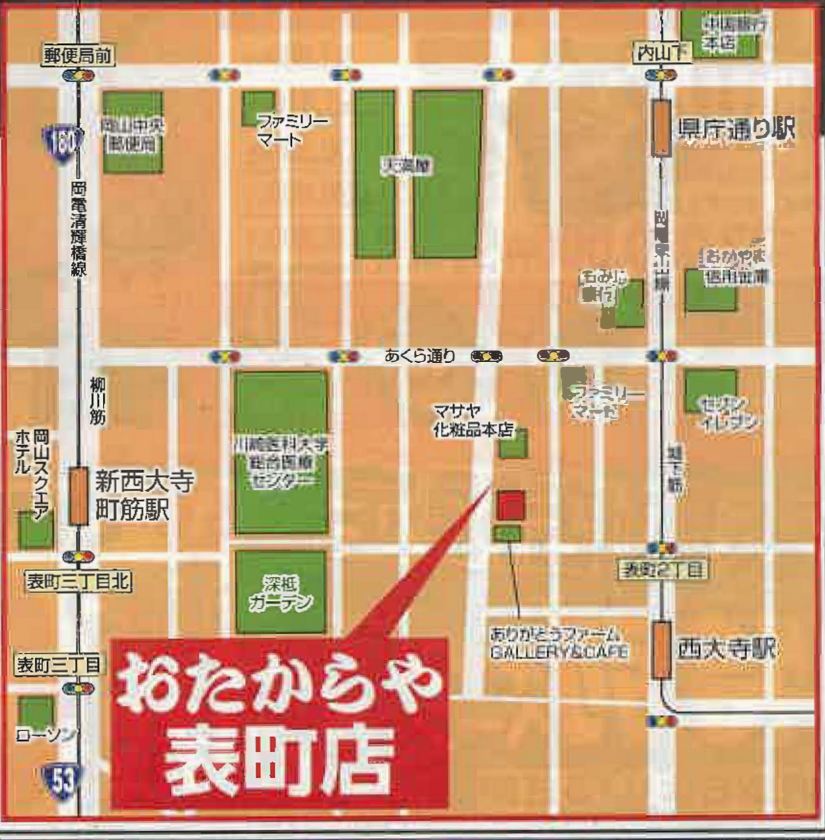 郵便局前
内山下
中国銀行
本店
180
岡山中央
郵便局
ファミリー
マート
天満屋
県庁通り駅
岡電清輝橋線
もみじ
銀行
おかやま
信用金庫
あくら通り
柳川筋
マサヤ
化粧品本店
ファミリー
マート
セブン
イレブン
岡山スクエア
ホテル
新西大寺
町筋駅
川崎医科大学
総合医療
センター
城下筋
表町三丁目北
深柢
ガーデン
表町2丁目
ありがとうファーム
GALLERY&CAFE
西大寺駅
表町三丁目
ローソン
53
おたからや
表町店